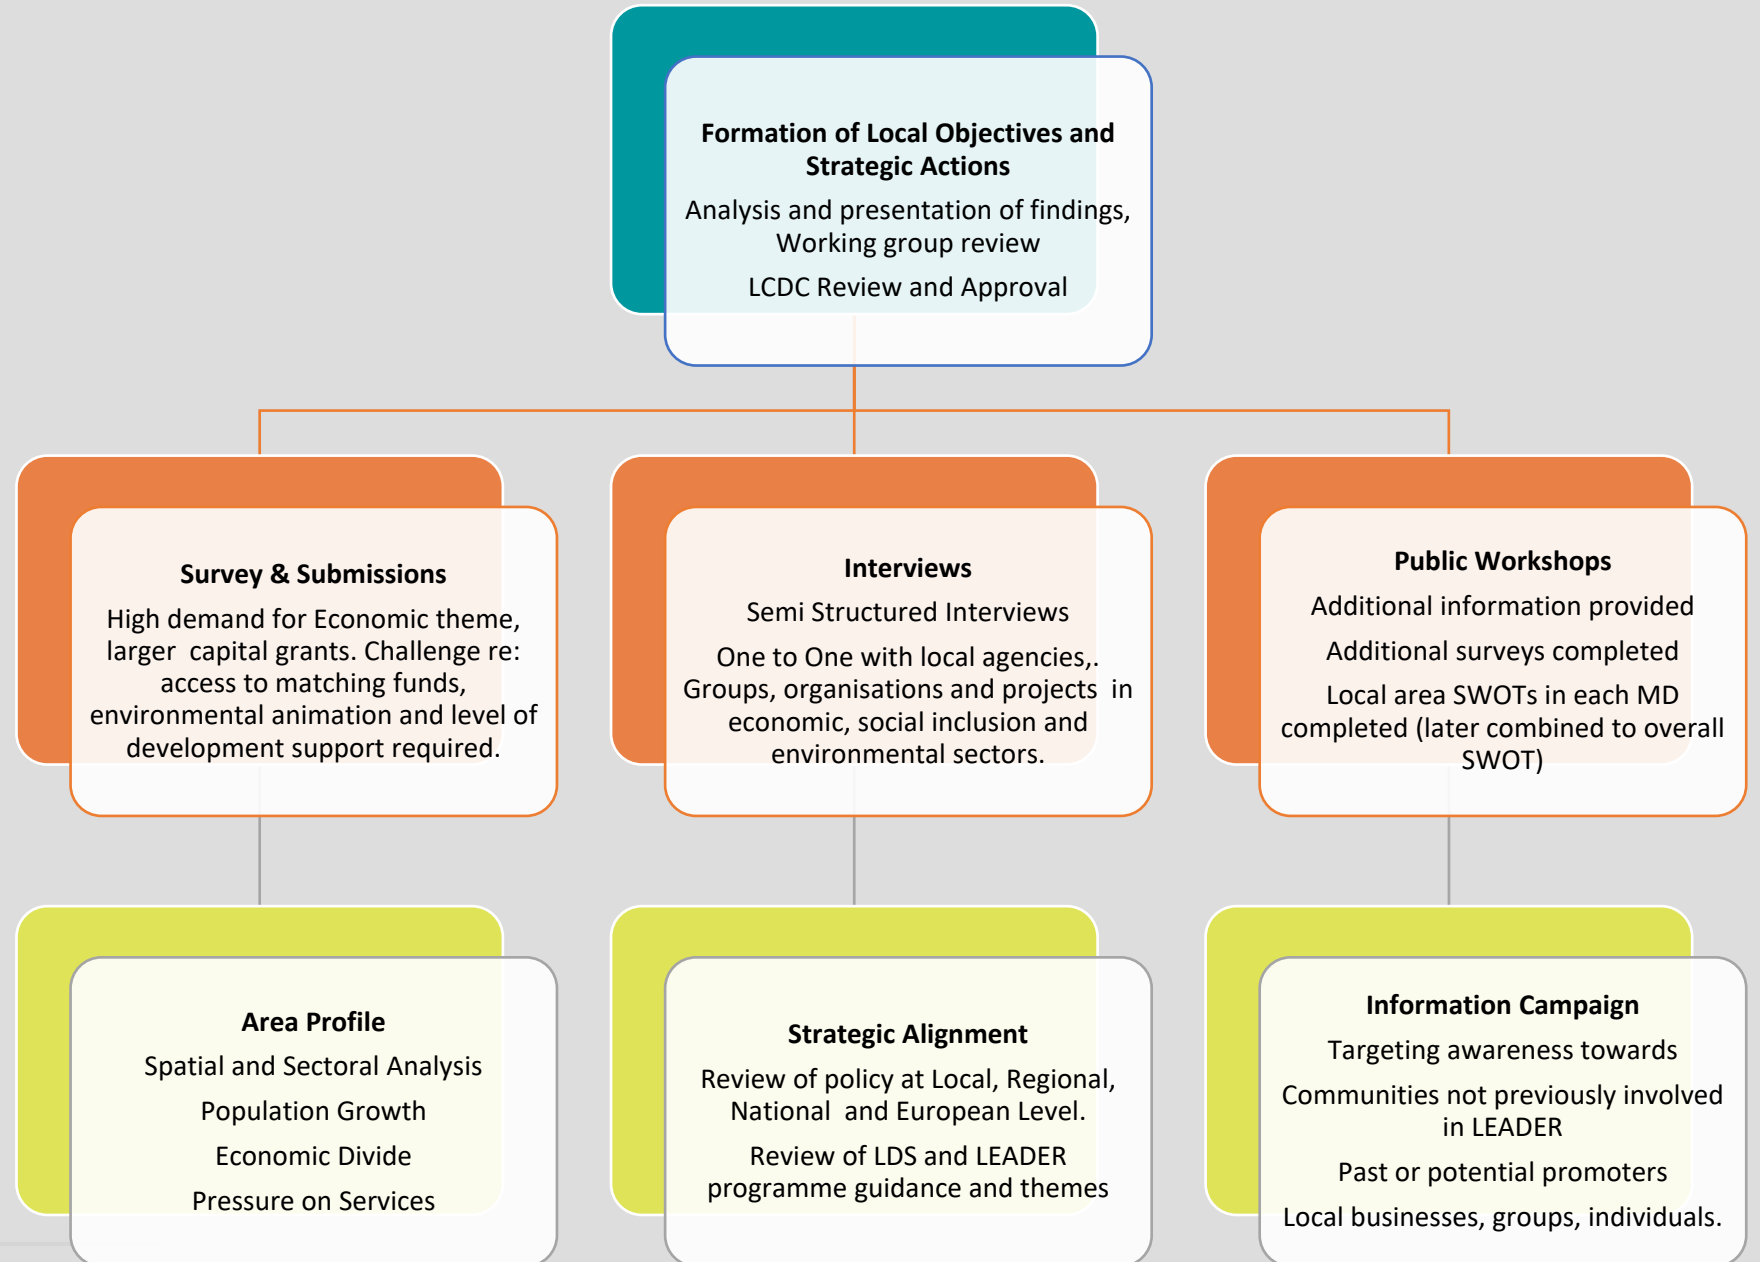 Formation of Local Objectives and
Strategic Actions
Analysis and presentation of findings,
Working group review
LCDC Review and Approval
Survey & Submissions
High demand for Economic theme,
larger  capital grants. Challenge re:
access to matching funds,
environmental animation and level of
development support required.
Interviews
Semi Structured Interviews
One to One with local agencies,.
Groups, organisations and projects  in
economic, social inclusion and
environmental sectors.
Public Workshops
Additional information provided
Additional surveys completed
Local area SWOTs in each MD
completed (later combined to overall
SWOT)
Area Profile
Spatial and Sectoral Analysis
Population Growth
Economic Divide
Pressure on Services
Strategic Alignment
Review of policy at Local, Regional,
National  and European Level.
Review of LDS and LEADER
programme guidance and themes
Information Campaign
Targeting awareness towards
Communities not previously involved
in LEADER
Past or potential promoters
Local businesses, groups, individuals.